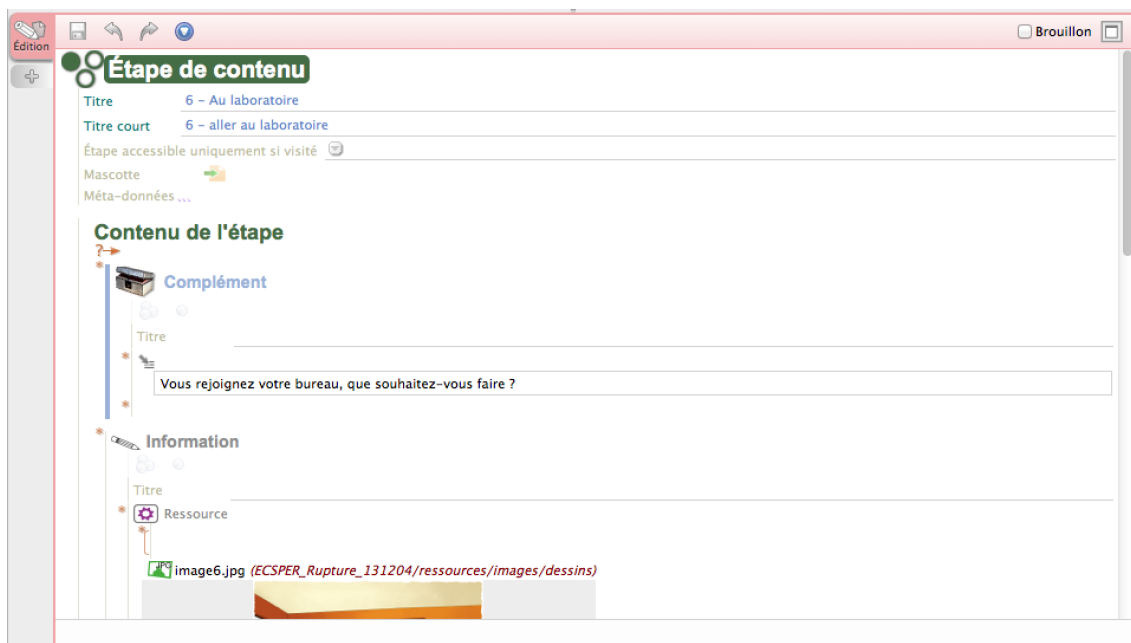 Édition
Brouillon
Étape de contenu
Titre 6 – Au laboratoire
Titre court 6 – aller au laboratoire
Étape accessible uniquement si visité
Mascotte
Méta-données ...
Contenu de l'étape
?
*
Complément
Titre
*
Vous rejoignez votre bureau, que souhaitez-vous faire ?
*
*
Information
Titre
* Ressource
*
JPG image6.jpg (ECSPER_Rupture_131204/ressources/images/dessins)